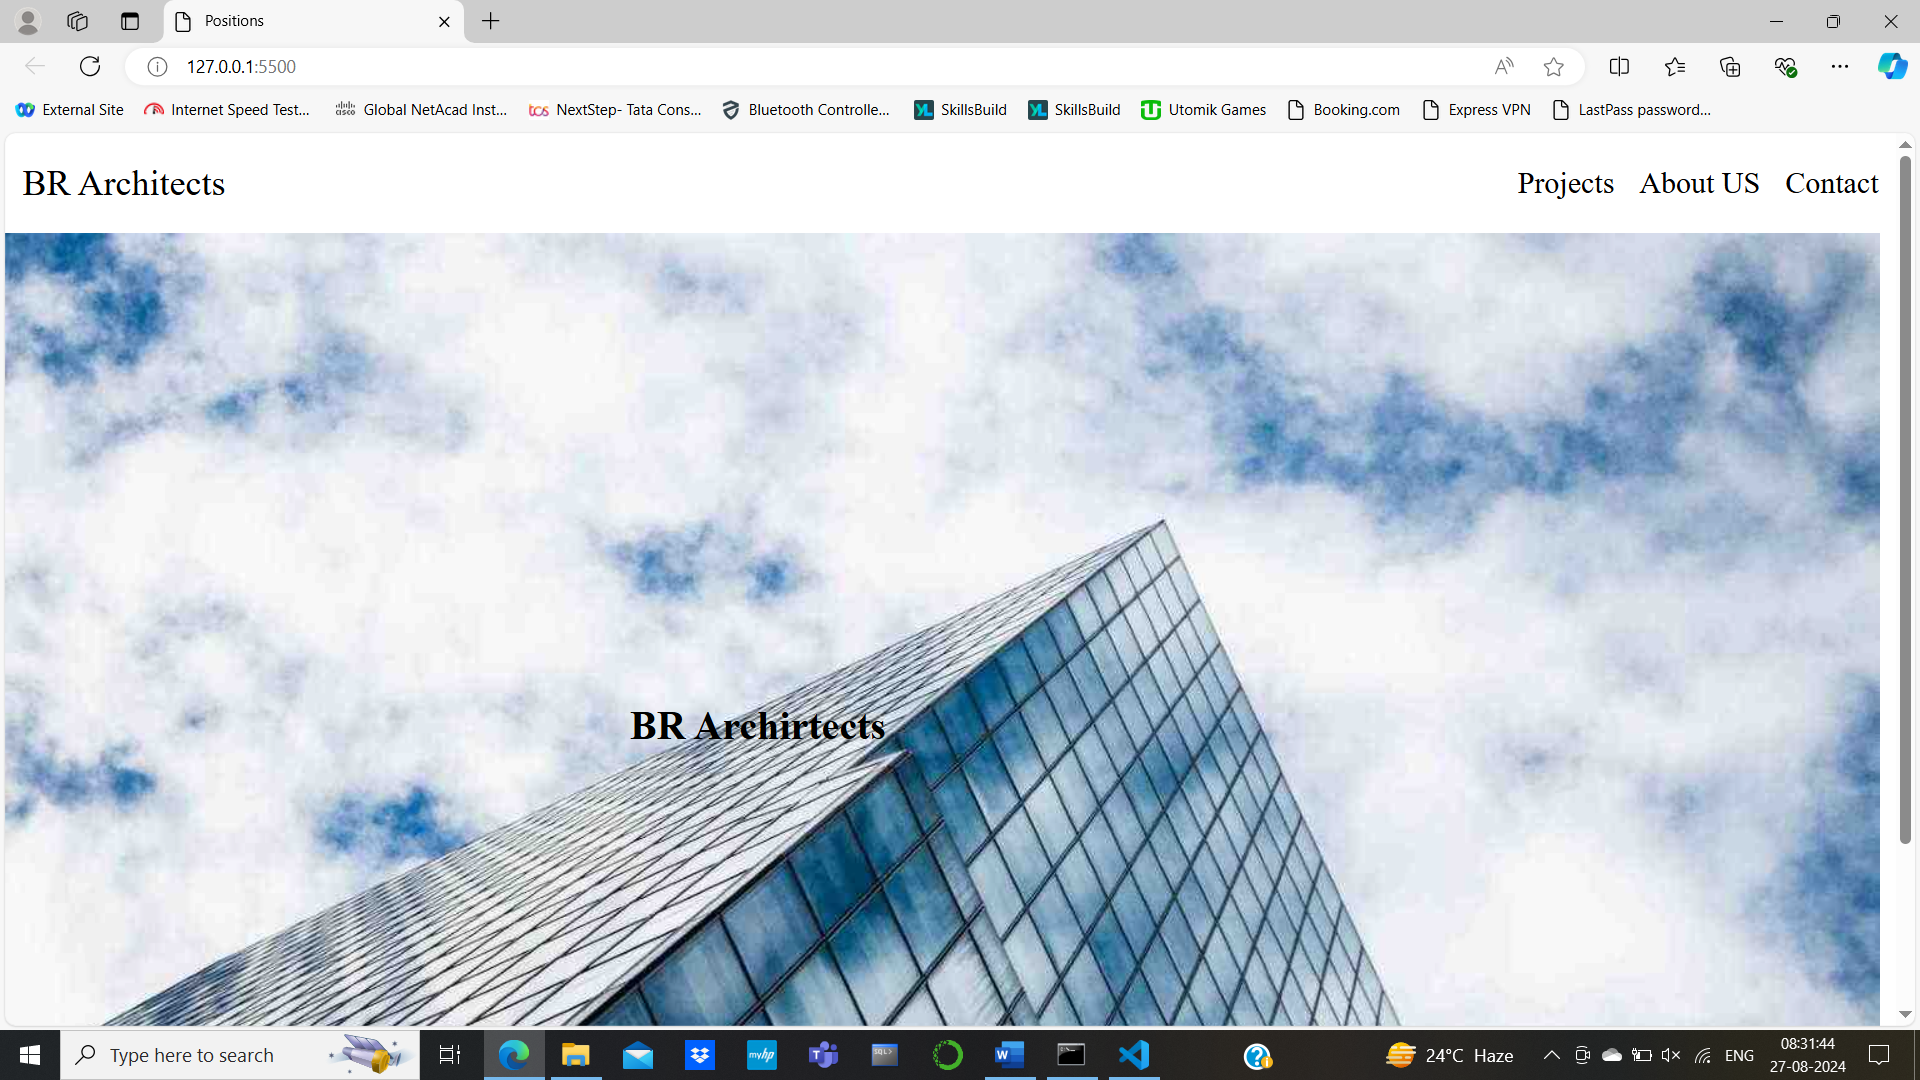 Positions
127.0.0.1:5500
External Site Internet Speed Test... Global NetAcad Inst... NextStep- Tata Cons... Bluetooth Controlle... SkillsBuild SkillsBuild Utomik Games Booking.com Express VPN LastPass password...
BR Architects Projects About US Contact
BR Archirtects
Type here to search 24°C Haze ENG 08:31:44
27-08-2024